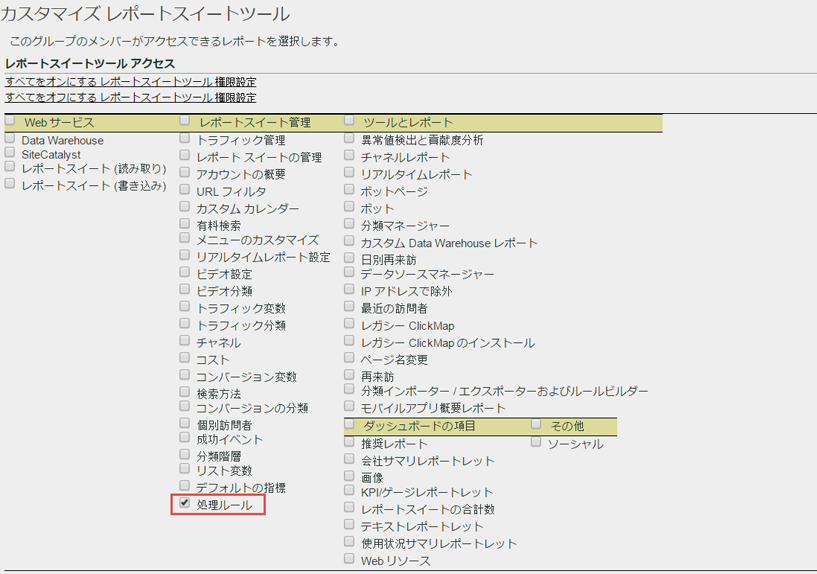 カスタマイズ レポートスイートツール
このグループのメンバーがアクセスできるレポートを選択します。
レポートスイートツール アクセス
すべてをオンにする レポートスイートツール 権限設定
すべてをオフにする レポートスイートツール 権限設定
Web サービス
Data Warehouse
SiteCatalyst
レポートスイート (読み取り)
レポートスイート (書き込み)
レポートスイート管理
トラフィック管理
レポート スイートの管理
アカウントの概要
URL フィルタ
カスタム カレンダー
有料検索
メニューのカスタマイズ
リアルタイムレポート設定
ビデオ設定
ビデオ分類
トラフィック変数
トラフィック分類
チャネル
コスト
コンバージョン変数
検索方法
コンバージョンの分類
個別訪問者
成功イベント
分類階層
リスト変数
デフォルトの指標
処理ルール
ツールとレポート
異常値検出と貢献度分析
チャネルレポート
リアルタイムレポート
ボットページ
ボット
分類マネージャー
カスタム Data Warehouse レポート
日別再来訪
データソースマネージャー
IP アドレスで除外
最近の訪問者
レガシー ClickMap
レガシー ClickMap のインストール
ページ名変更
再来訪
分類インポーター / エクスポーターおよびルールビルダー
モバイルアプリ概要レポート
ダッシュボードの項目
推奨レポート
会社サマリレポートレット
画像
KPI/ゲージレポートレット
レポートスイートの合計数
テキストレポートレット
使用状況サマリレポートレット
Web リソース
その他
ソーシャル